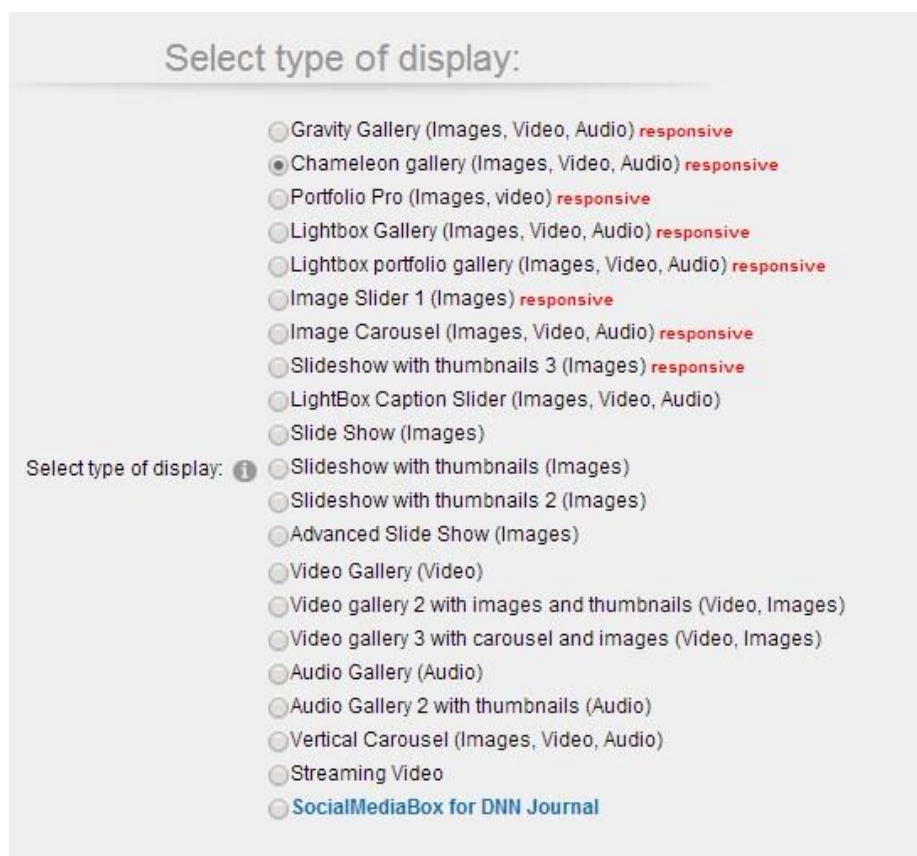 Select type of display:
Gravity Gallery (Images, Video, Audio) responsive
Chameleon gallery (Images, Video, Audio) responsive
Portfolio Pro (Images, video) responsive
Lightbox Gallery (Images, Video, Audio) responsive
Lightbox portfolio gallery (Images, Video, Audio) responsive
Image Slider 1 (Images) responsive
Image Carousel (Images, Video, Audio) responsive
Slideshow with thumbnails 3 (Images) responsive
LightBox Caption Slider (Images, Video, Audio)
Slide Show (Images)
Select type of display: i Slideshow with thumbnails (Images)
Slideshow with thumbnails 2 (Images)
Advanced Slide Show (Images)
Video Gallery (Video)
Video gallery 2 with images and thumbnails (Video, Images)
Video gallery 3 with carousel and images (Video, Images)
Audio Gallery (Audio)
Audio Gallery 2 with thumbnails (Audio)
Vertical Carousel (Images, Video, Audio)
Streaming Video
SocialMediaBox for DNN Journal